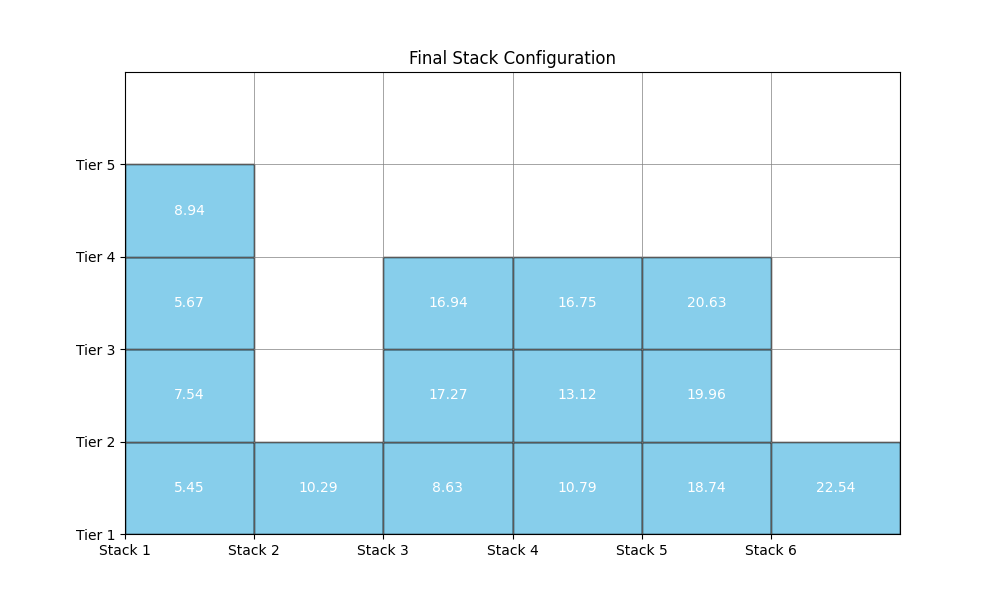 Final Stack Configuration
Tier 5
8.94
Tier 4
5.67 16.94 16.75 20.63
Tier 3
7.54 17.27 13.12 19.96
Tier 2
5.45 10.29 8.63 10.79 18.74 22.54
Tier 1
Stack 1 Stack 2 Stack 3 Stack 4 Stack 5 Stack 6